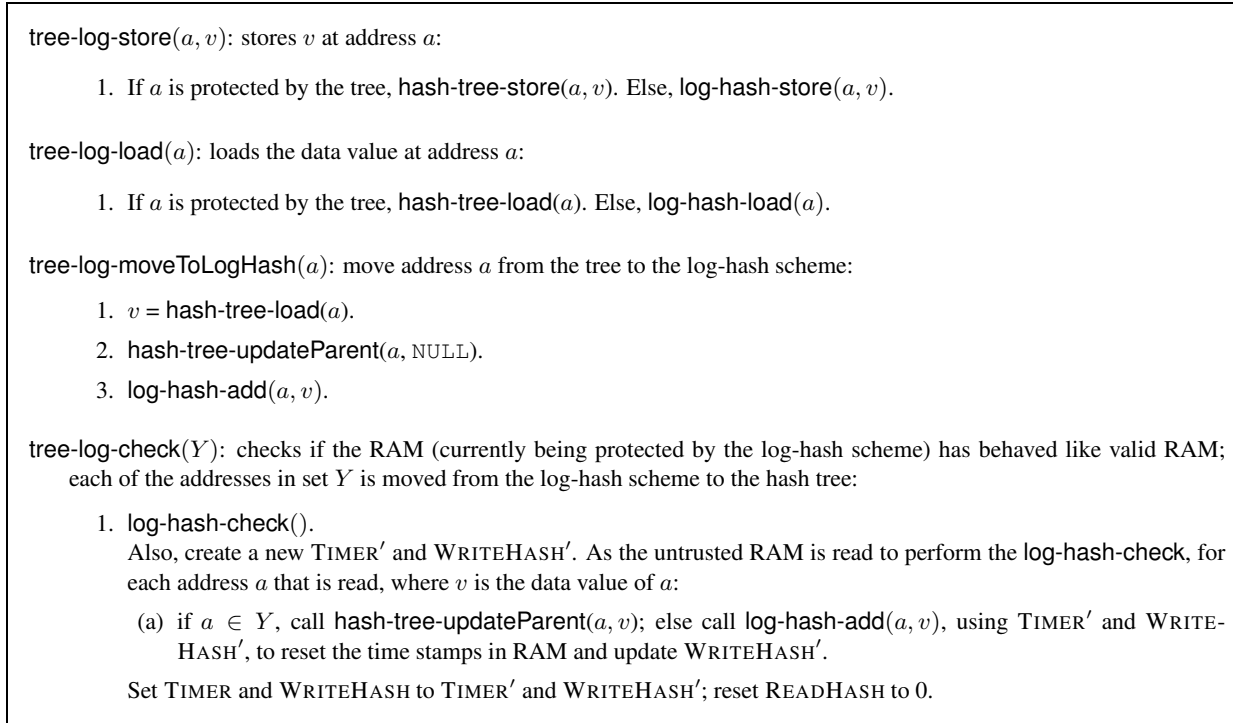 tree-log-store(a, v): stores v at address a:
1. If a is protected by the tree, hash-tree-store(a, v). Else, log-hash-store(a, v).
tree-log-load(a): loads the data value at address a:
1. If a is protected by the tree, hash-tree-load(a). Else, log-hash-load(a).
tree-log-moveToLogHash(a): move address a from the tree to the log-hash scheme:
1. v = hash-tree-load(a).
2. hash-tree-updateParent(a, NULL).
3. log-hash-add(a, v).
tree-log-check(Y): checks if the RAM (currently being protected by the log-hash scheme) has behaved like valid RAM;
each of the addresses in set Y is moved from the log-hash scheme to the hash tree:
1. log-hash-check().
Also, create a new TIMER′ and WRITEHASH′. As the untrusted RAM is read to perform the log-hash-check, for
each address a that is read, where v is the data value of a:
(a) if a ∈ Y, call hash-tree-updateParent(a, v); else call log-hash-add(a, v), using TIMER′ and WRITE-
HASH′, to reset the time stamps in RAM and update WRITEHASH′.
Set TIMER and WRITEHASH to TIMER′ and WRITEHASH′; reset READHASH to 0.